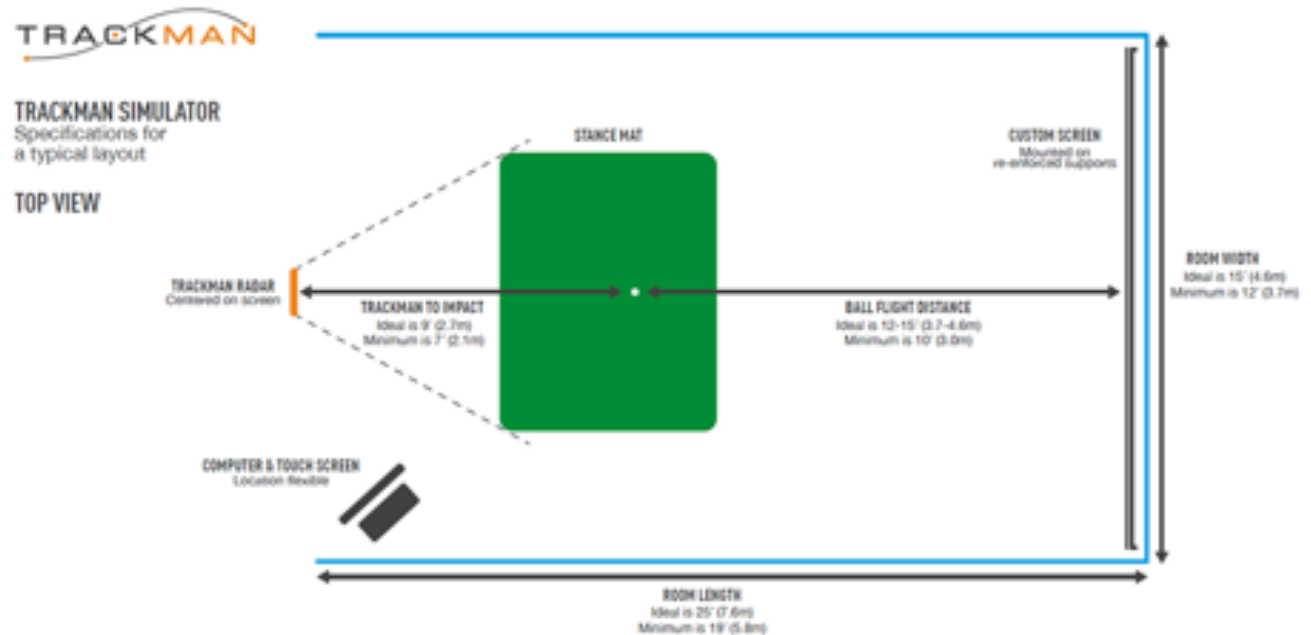 TRACKMAN
TRACKMAN SIMULATOR
Specifications for
a typical layout
TOP VIEW
STANCE MAT
CUSTOM SCREEN
Mounted on
re-enforced supports
TRACKMAN RADAR
Centered on screen
TRACKMAN TO IMPACT
Ideal is 9' (2.7m)
Minimum is 7' (2.1m)
BALL FLIGHT DISTANCE
Ideal is 12-15' (3.7-4.6m)
Minimum is 10' (3.0m)
ROOM WIDTH
Ideal is 15' (4.6m)
Minimum is 12' (3.7m)
COMPUTER & TOUCH SCREEN
Location flexible
ROOM LENGTH
Ideal is 25' (7.6m)
Minimum is 19' (5.8m)